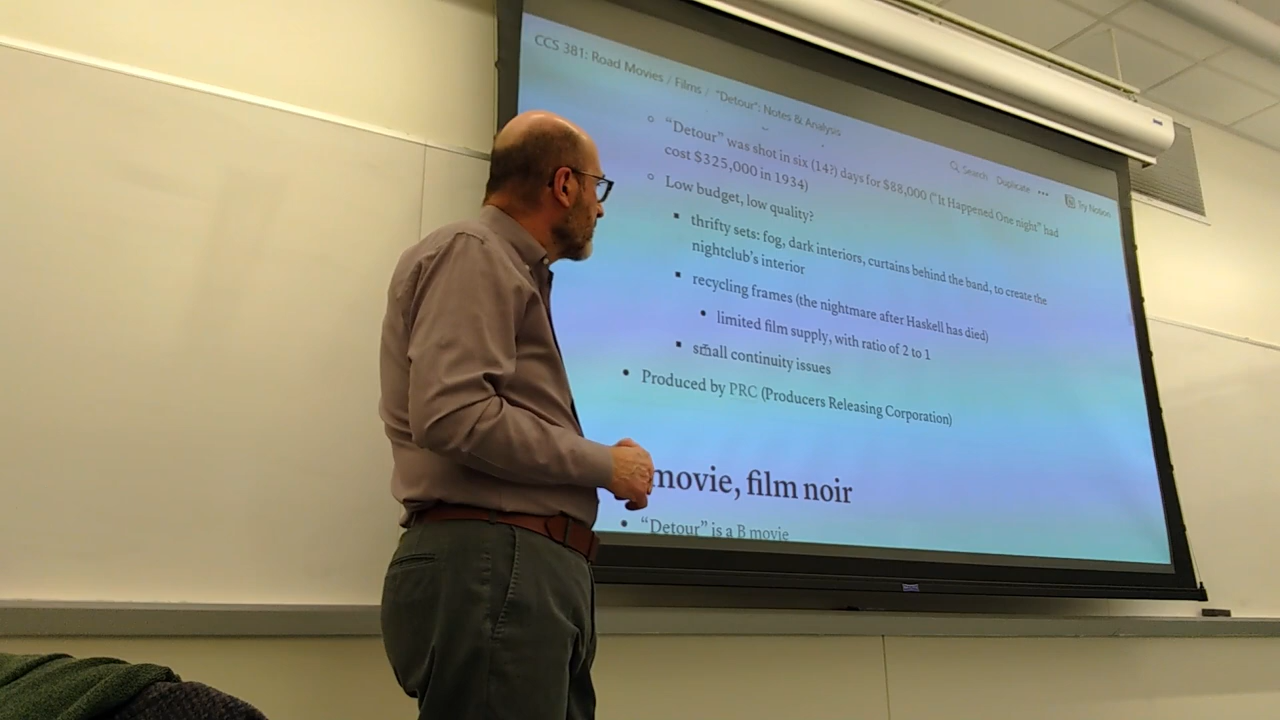 CCS 381: Road Movies / Films / "Detour": Notes & Analysis
Search Duplicate ••• Try Notion
“Detour” was shot in six (14?) days for $88,000 ("It Happened One night" had
cost $325,000 in 1934)
Low budget, low quality?
thrifty sets: fog, dark interiors, curtains behind the band, to create the
nightclub’s interior
recycling frames (the nightmare after Haskell has died)
limited film supply, with ratio of 2 to 1
small continuity issues
Produced by PRC (Producers Releasing Corporation)
movie, film noir
“Detour” is a B movie